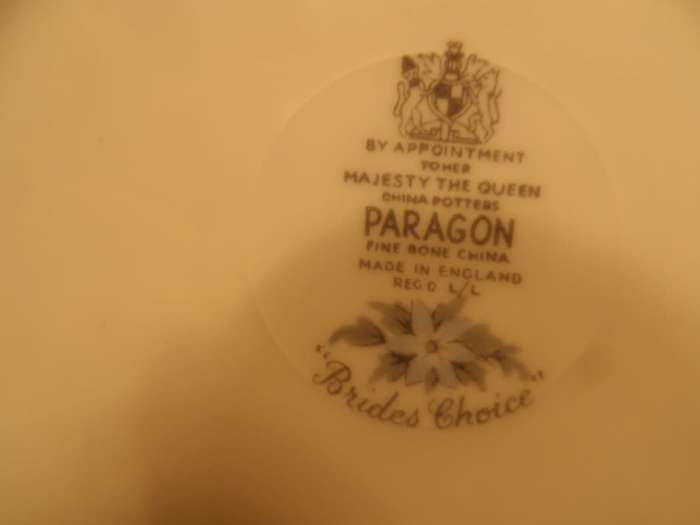 BY APPOINTMENT
TO HER
MAJESTY THE QUEEN
CHINA POTTERS
PARAGON
FINE BONE CHINA
MADE IN ENGLAND
REG'D L/L
"Brides Choice"